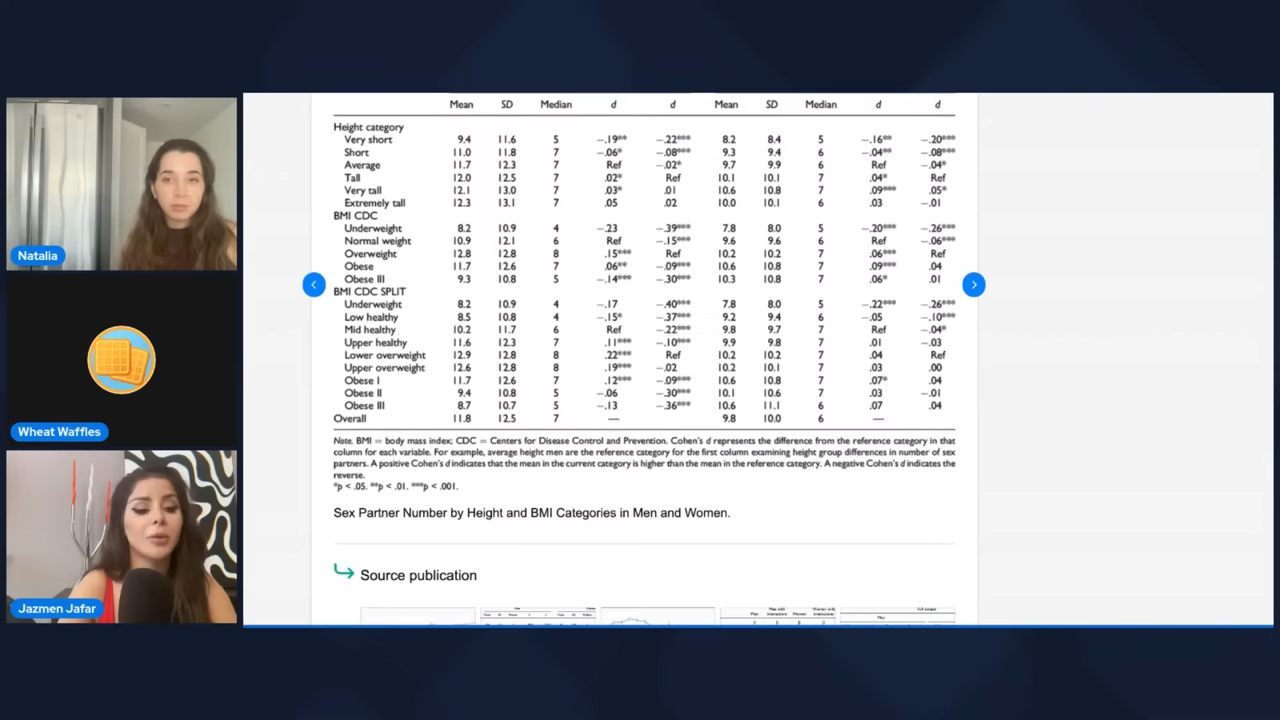 Natalia
Wheat Waffles
Jazmen Jafar
Mean SD Median d d Mean SD Median d d
Height category
Very short 9.4 11.6 5 −.19** −.22*** 8.2 8.4 5 −.16** −.20***
Short 11.0 11.8 7 −.06* −.08*** 9.3 9.4 6 −.04** −.08***
Average 11.7 12.3 7 Ref −.02* 9.7 9.9 6 Ref −.04*
Tall 12.0 12.5 7 .02* Ref 10.1 10.1 7 .04* Ref
Very tall 12.1 13.0 7 .03* .01 10.6 10.8 7 .09*** .05*
Extremely tall 12.3 13.1 7 .05 .02 10.0 10.1 6 .03 −.01
BMI CDC
Underweight 8.2 10.9 4 −.23 −.39*** 7.8 8.0 5 −.20*** −.26***
Normal weight 10.9 12.1 6 Ref −.15*** 9.6 9.6 6 Ref −.06***
Overweight 12.8 12.8 8 .15*** Ref 10.2 10.2 7 .06*** Ref
Obese 11.7 12.6 7 .06** −.09*** 10.6 10.8 7 .09*** .04
Obese III 9.3 10.8 5 −.14*** −.30*** 10.3 10.8 7 .06* .01
BMI CDC SPLIT
Underweight 8.2 10.9 4 −.17 −.40*** 7.8 8.0 5 −.22*** −.26***
Low healthy 8.5 10.8 4 −.15* −.37*** 9.2 9.4 6 −.05 −.10***
Mid healthy 10.2 11.7 6 Ref −.22*** 9.8 9.7 7 Ref −.04*
Upper healthy 11.6 12.3 7 .11*** −.10*** 9.9 9.8 7 .01 −.03
Lower overweight 12.9 12.8 8 .22*** Ref 10.2 10.2 7 .04 Ref
Upper overweight 12.6 12.8 8 .19*** −.02 10.2 10.1 7 .03 .00
Obese I 11.7 12.6 7 .12*** −.09*** 10.6 10.8 7 .07* .04
Obese II 9.4 10.8 5 −.06 −.30*** 10.1 10.6 7 .03 −.01
Obese III 8.7 10.7 5 −.13 −.36*** 10.6 11.1 6 .07 .04
Overall 11.8 12.5 7 — 9.8 10.0 6 —
Note. BMI = body mass index; CDC = Centers for Disease Control and Prevention. Cohen's d represents the difference from the reference category in that
column for each variable. For example, average height men are the reference category for the first column examining height group differences in number of sex
partners. A positive Cohen's d indicates that the mean in the current category is higher than the mean in the reference category. A negative Cohen's d indicates the
reverse.
*p < .05. **p < .01. ***p < .001.
Sex Partner Number by Height and BMI Categories in Men and Women.
Source publication